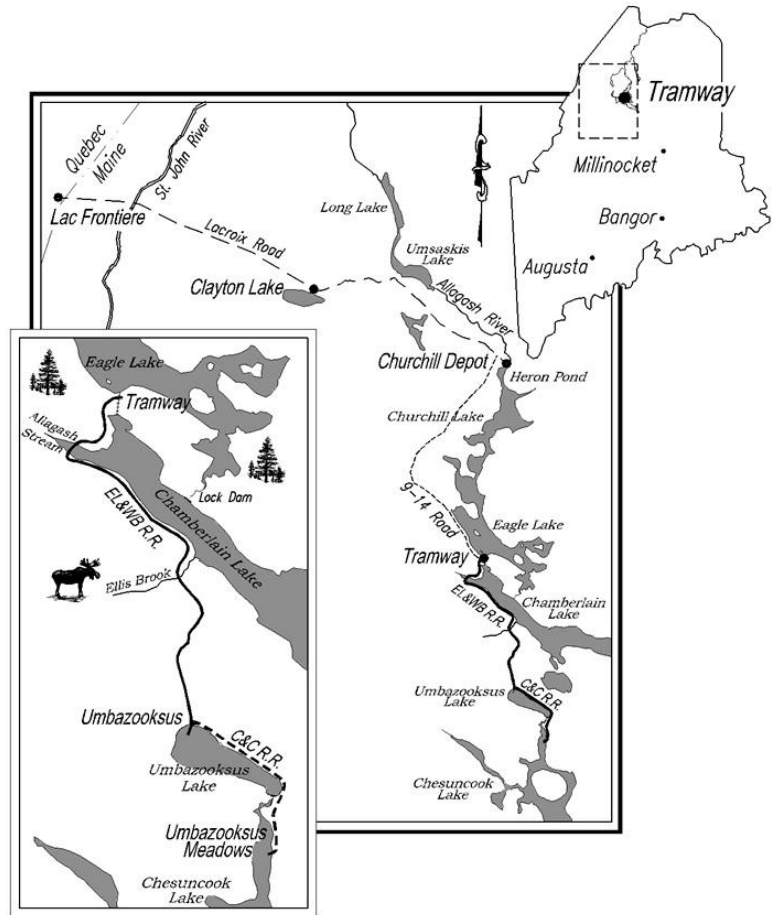 Tramway
Millinocket
Bangor
Augusta
Quebec
Maine
St. John River
Lac Frontiere
Lacroix Road
Long Lake
Umsaskis
Lake
Clayton Lake
Allagash River
Churchill Depot
Heron Pond
Churchill Lake
9-14 Road
Eagle Lake
Tramway
EL&WB R.R.
Chamberlain
Lake
Umbazooksus
Lake
C&C R.R.
Chesuncook
Lake
Eagle Lake
Tramway
Allagash
Stream
Lock Dam
EL&WB R.R.
Chamberlain Lake
Ellis Brook
Umbazooksus
C&C R.R.
Umbazooksus
Lake
Umbazooksus
Meadows
Chesuncook
Lake